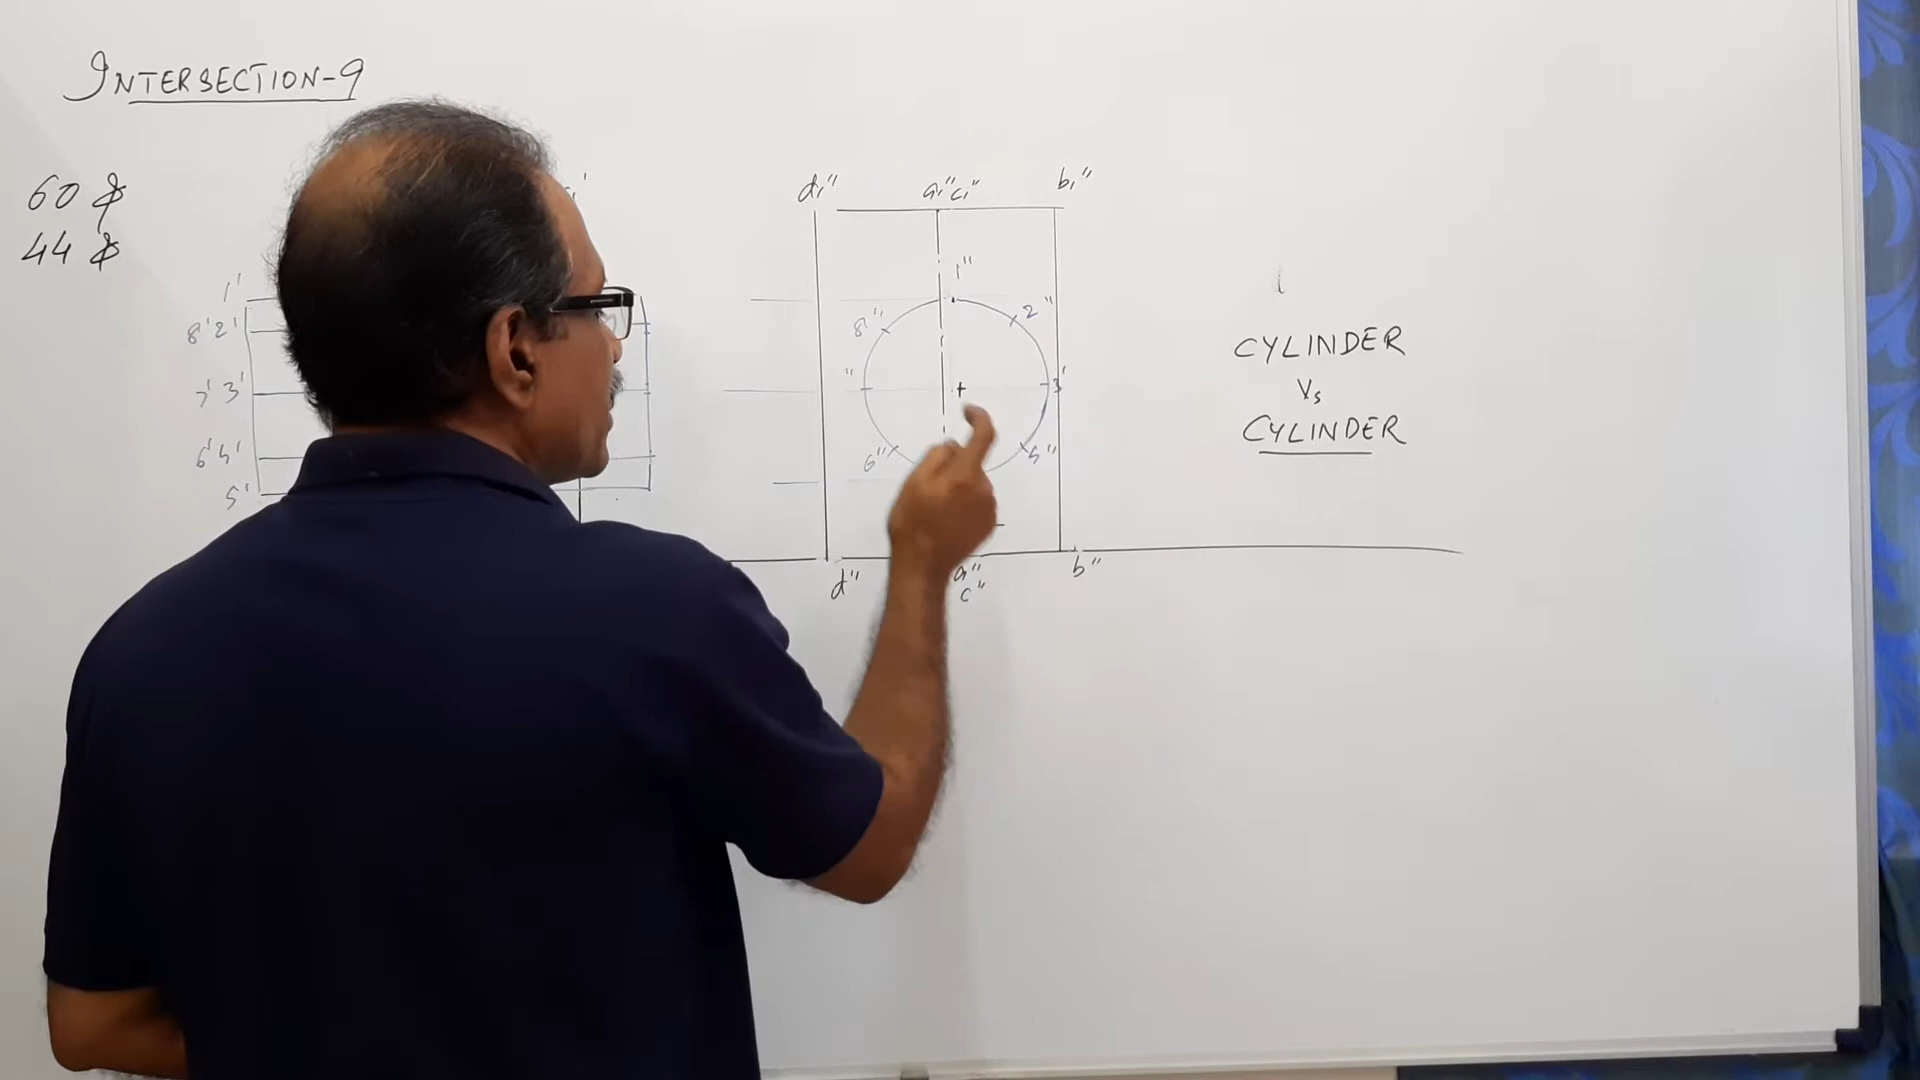 INTERSECTION-9
60 ϕ
44 ϕ
1'
8' 2'
7' 3'
6' 4'
5'
d₁" a₁" c₁" b₁"
1"
8" 2"
" 3'
6" 5"
d" a" b"
c"
CYLINDER
Vs
CYLINDER